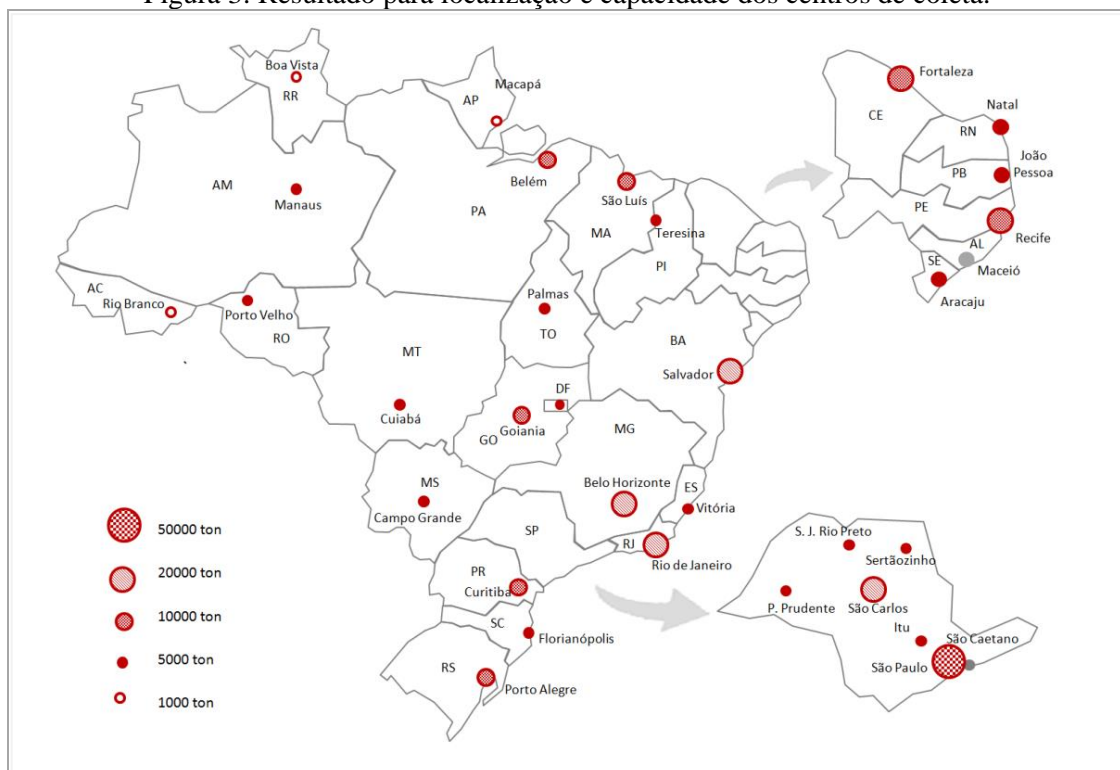 Figura 3: Resultado para localização e capacidade dos centros de coleta.
Boa Vista
RR
Macapá
AP
Belém
AM
Manaus
PA
São Luís
MA
Teresina
PI
AC
Rio Branco
Porto Velho
RO
Palmas
TO
MT
Cuiabá
BA
Salvador
DF
Goiania
GO
MG
MS
Campo Grande
Belo Horizonte
ES
Vitória
SP
RJ
Rio de Janeiro
PR
Curitiba
SC
Florianópolis
RS
Porto Alegre
Fortaleza
CE
Natal
RN
João
Pessoa
PB
PE
Recife
AL
SE
Maceió
Aracaju
S. J. Rio Preto
Sertãozinho
P. Prudente
São Carlos
Itu
São Caetano
São Paulo
50000 ton
20000 ton
10000 ton
5000 ton
1000 ton